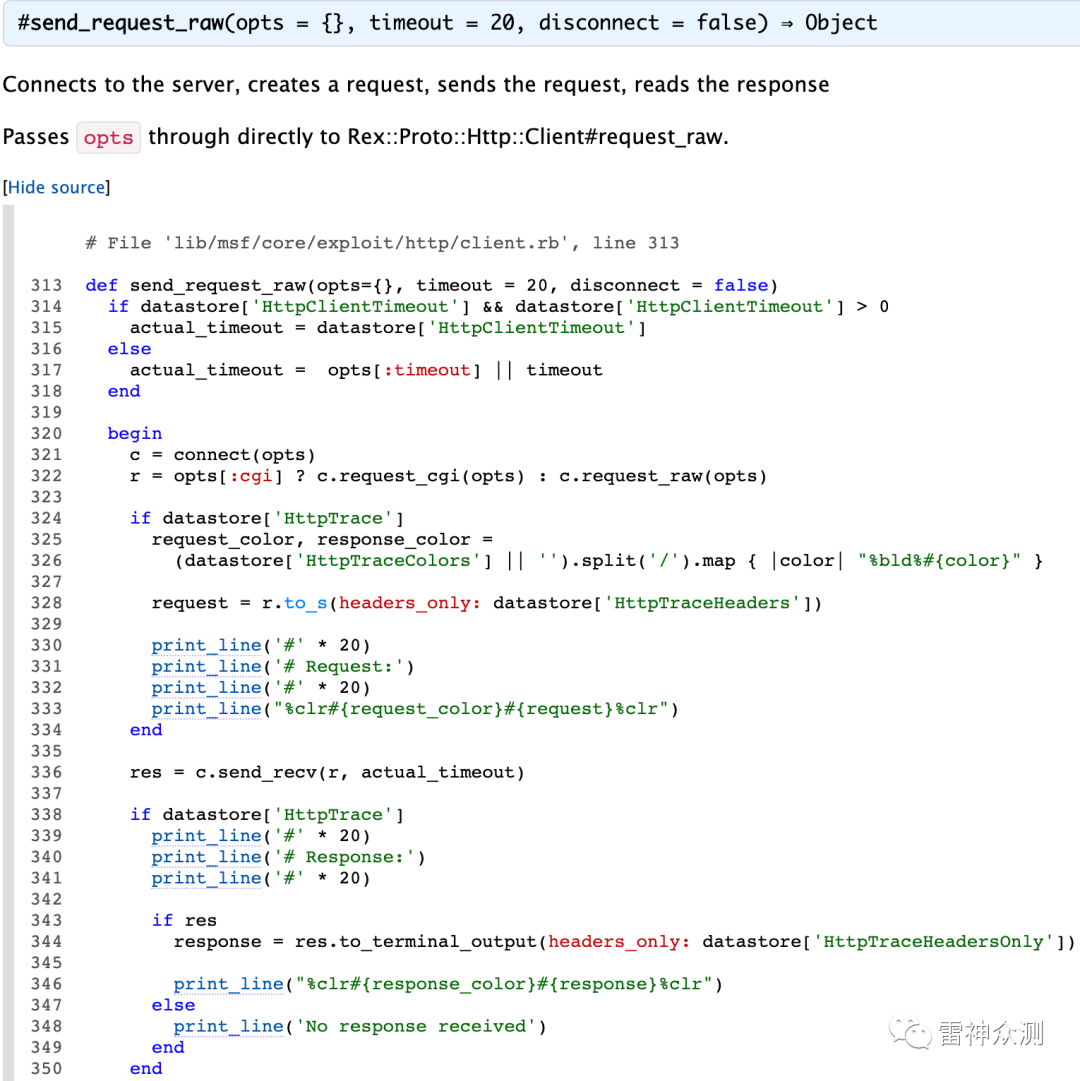 #send_request_raw(opts = {}, timeout = 20, disconnect = false) ⇒ Object
Connects to the server, creates a request, sends the request, reads the response
Passes opts through directly to Rex::Proto::Http::Client#request_raw.
[Hide source]
# File 'lib/msf/core/exploit/http/client.rb', line 313
313 def send_request_raw(opts={}, timeout = 20, disconnect = false)
314   if datastore['HttpClientTimeout'] && datastore['HttpClientTimeout'] > 0
315     actual_timeout = datastore['HttpClientTimeout']
316   else
317     actual_timeout =  opts[:timeout] || timeout
318   end
319
320   begin
321     c = connect(opts)
322     r = opts[:cgi] ? c.request_cgi(opts) : c.request_raw(opts)
323
324     if datastore['HttpTrace']
325       request_color, response_color =
326         (datastore['HttpTraceColors'] || '').split('/').map { |color| "%bld%#{color}" }
327
328       request = r.to_s(headers_only: datastore['HttpTraceHeaders'])
329
330       print_line('#' * 20)
331       print_line('# Request:')
332       print_line('#' * 20)
333       print_line("%clr#{request_color}#{request}%clr")
334     end
335
336     res = c.send_recv(r, actual_timeout)
337
338     if datastore['HttpTrace']
339       print_line('#' * 20)
340       print_line('# Response:')
341       print_line('#' * 20)
342
343       if res
344         response = res.to_terminal_output(headers_only: datastore['HttpTraceHeadersOnly'])
345
346         print_line("%clr#{response_color}#{response}%clr")
347       else
348         print_line('No response received')
349       end
350     end
雷神众测